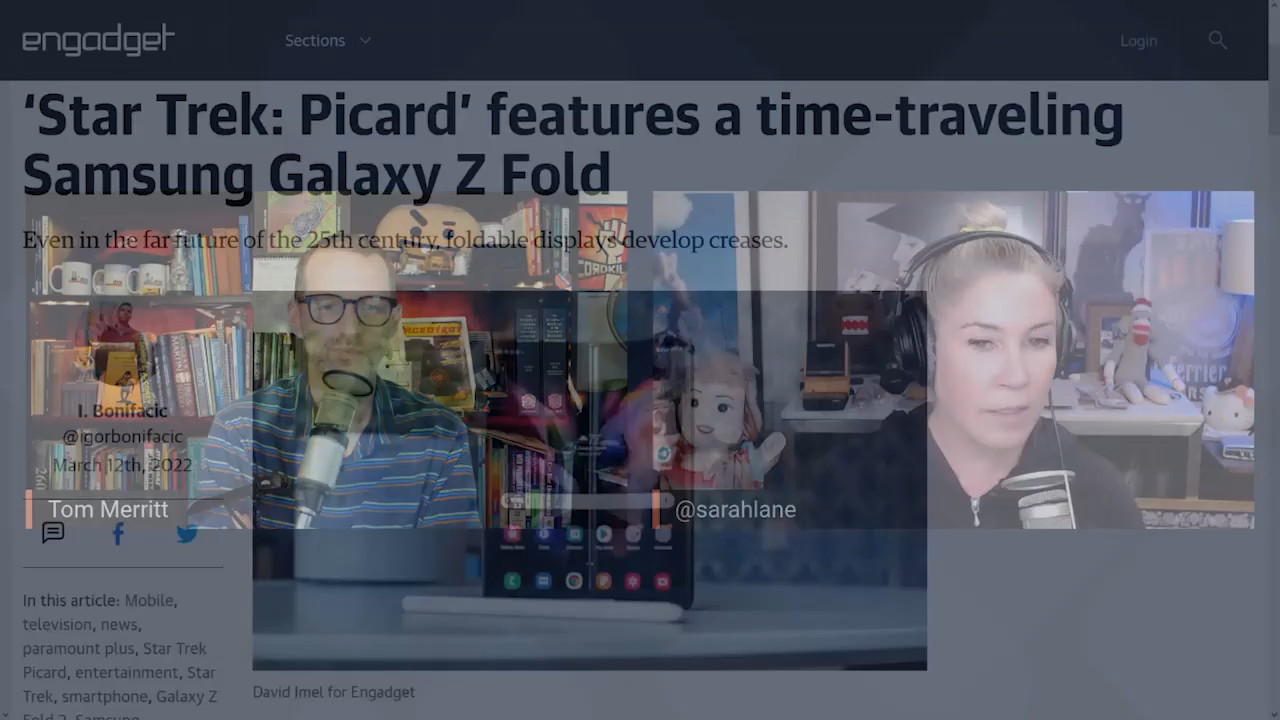 engadget
Sections
Login
‘Star Trek: Picard’ features a time-traveling
Samsung Galaxy Z Fold
Even in the far future of the 25th century, foldable displays develop creases.
I. Bonifacic
@igorbonifacic
March 12th, 2022
Tom Merritt
@sarahlane
In this article: Mobile,
television, news,
paramount plus, Star Trek
Picard, entertainment, Star
Trek, smartphone, Galaxy Z
David Imel for Engadget